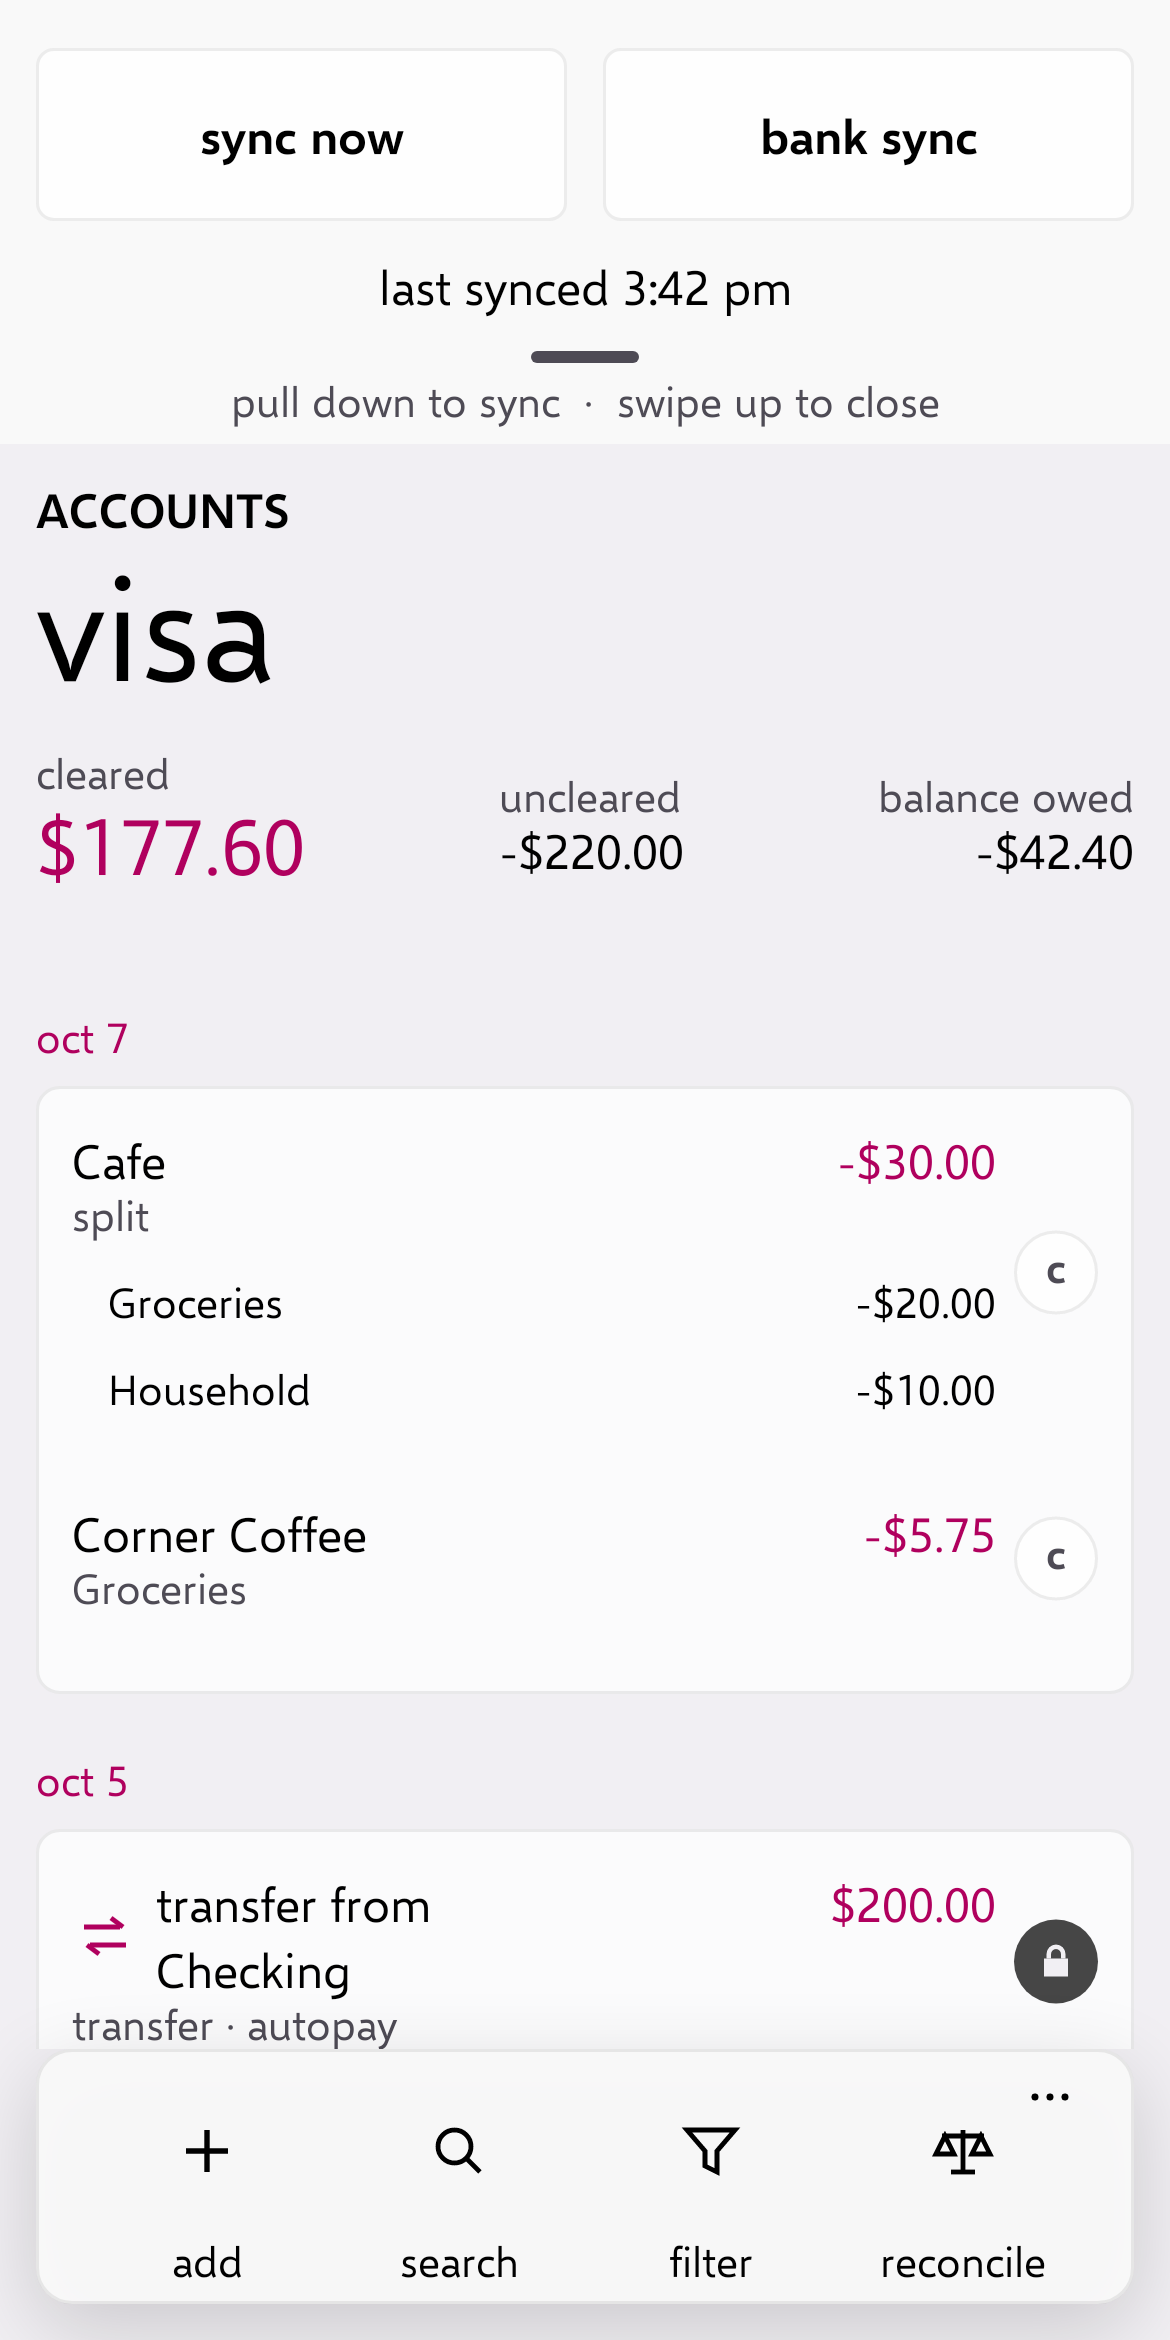 sync now
bank sync
last synced 3:42 pm
pull down to sync · swipe up to close
ACCOUNTS
visa
cleared
$177.60
uncleared
-$220.00
balance owed
-$42.40
oct 7
Cafe
-$30.00
split
c
Groceries
-$20.00
Household
-$10.00
Corner Coffee
-$5.75
c
Groceries
oct 5
transfer from
Checking
$200.00
transfer · autopay
add
search
filter
reconcile